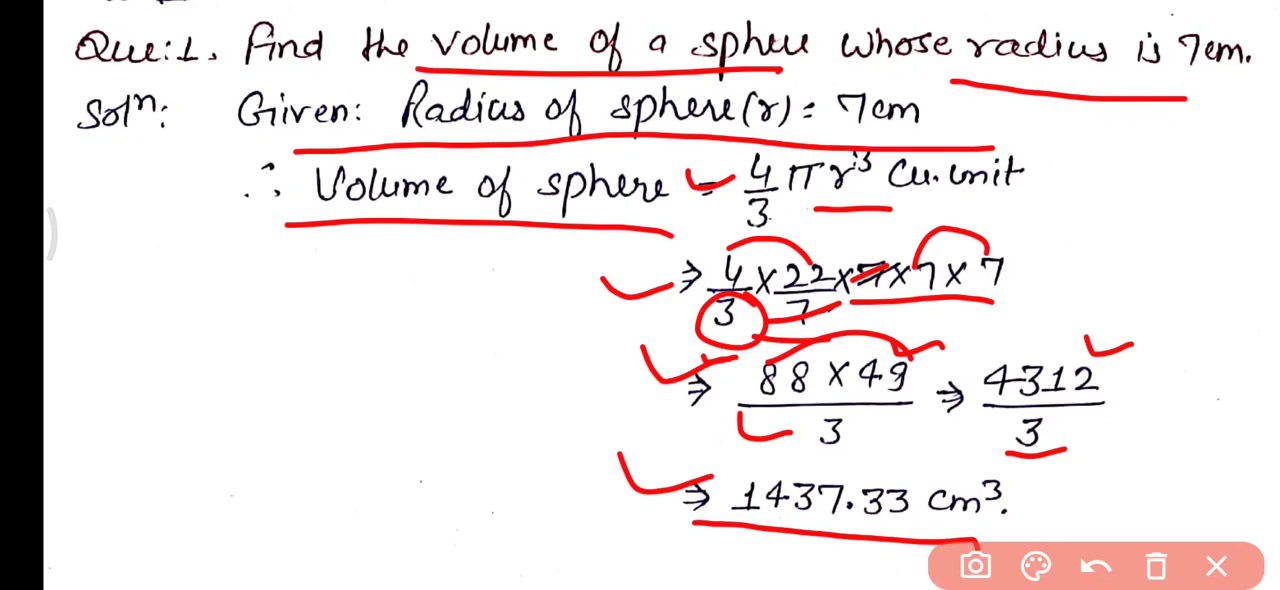 Que:1. Find the volume of a sphere whose radius is 7cm.
Solⁿ: Given: Radius of sphere(r) = 7cm
∴ Volume of sphere = 4/3 πr³ Cu.unit
⇒ 4/3 × 22/7 × 7 × 7 × 7
⇒ 88 × 49/3 ⇒ 4312/3
⇒ 1437.33 cm³.